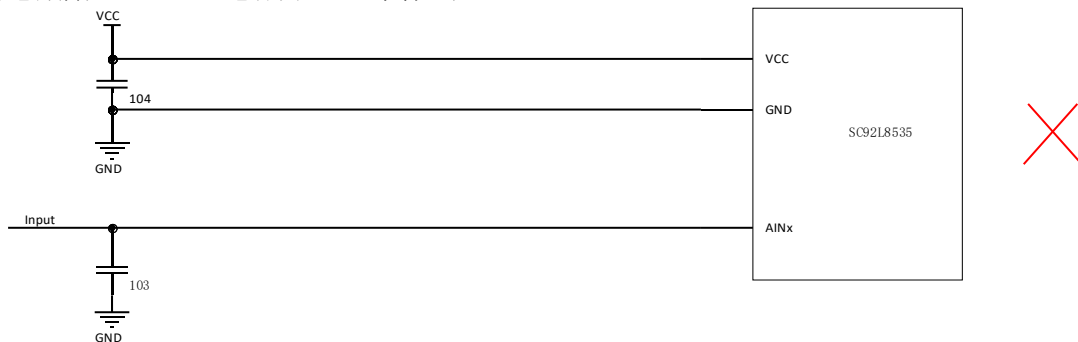 VCC
VCC
104
GND
SC92L8535
GND
Input
AINx
103
GND